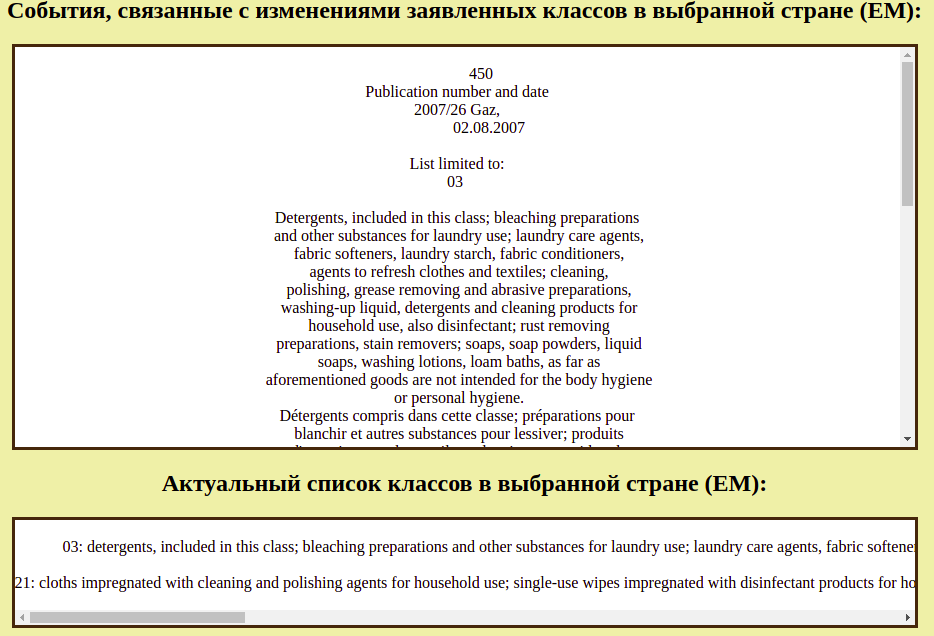 События, связанные с изменениями заявленных классов в выбранной стране (EM):
450
Publication number and date
2007/26 Gaz,
02.08.2007
List limited to:
03
Detergents, included in this class; bleaching preparations
and other substances for laundry use; laundry care agents,
fabric softeners, laundry starch, fabric conditioners,
agents to refresh clothes and textiles; cleaning,
polishing, grease removing and abrasive preparations,
washing-up liquid, detergents and cleaning products for
household use, also disinfectant; rust removing
preparations, stain removers; soaps, soap powders, liquid
soaps, washing lotions, loam baths, as far as
aforementioned goods are not intended for the body hygiene
or personal hygiene.
Détergents compris dans cette classe; préparations pour
blanchir et autres substances pour lessiver; produits
Актуальный список классов в выбранной стране (EM):
03: detergents, included in this class; bleaching preparations and other substances for laundry use; laundry care agents, fabric softene
21: cloths impregnated with cleaning and polishing agents for household use; single-use wipes impregnated with disinfectant products for ho